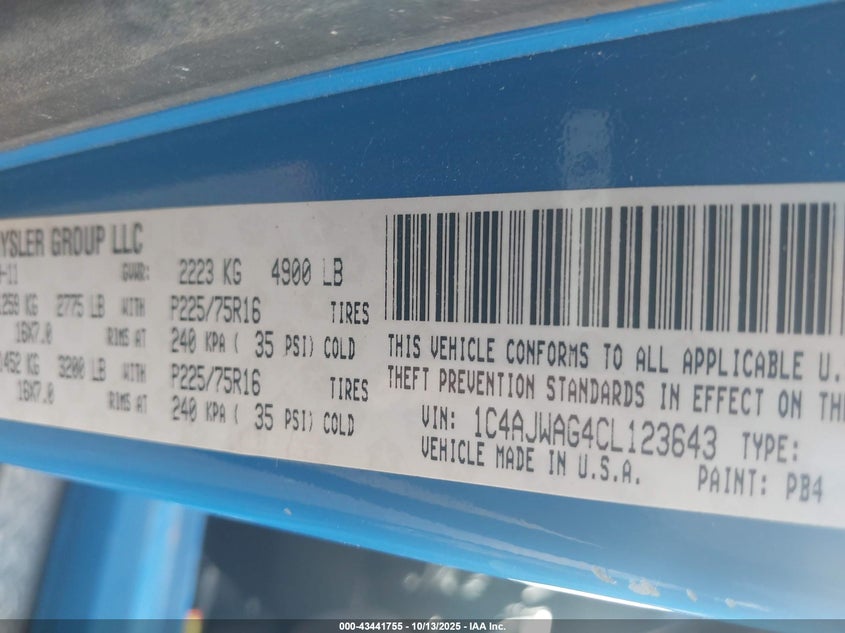 YSLER GROUP LLC
-11 GVWR: 2223 KG 4900 LB
1259 KG 2775 LB WITH P225/75R16 TIRES
16X7.0 RIMS AT 240 KPA ( 35 PSI) COLD
1452 KG 3200 LB WITH P225/75R16 TIRES
16X7.0 RIMS AT 240 KPA ( 35 PSI) COLD
THIS VEHICLE CONFORMS TO ALL APPLICABLE U.
THEFT PREVENTION STANDARDS IN EFFECT ON TH
VIN: 1C4AJWAG4CL123643 TYPE:
VEHICLE MADE IN U.S.A. PAINT: PB4
000-43441755 - 10/13/2025 - IAA Inc.